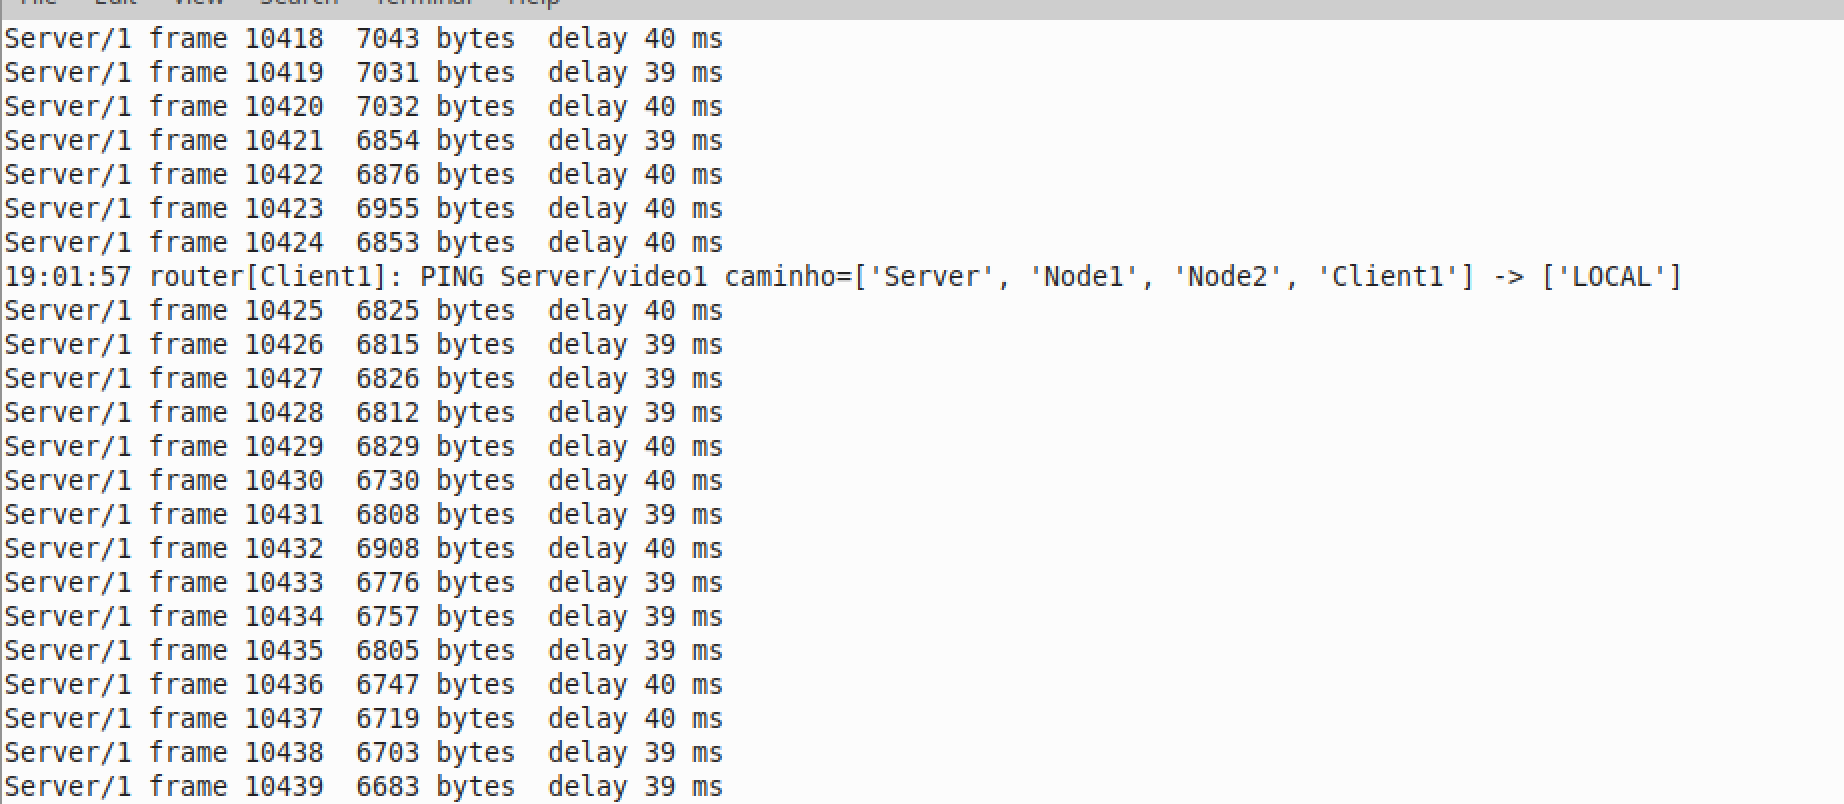 File Edit View Search Terminal Help
Server/1 frame 10418  7043 bytes  delay 40 ms
Server/1 frame 10419  7031 bytes  delay 39 ms
Server/1 frame 10420  7032 bytes  delay 40 ms
Server/1 frame 10421  6854 bytes  delay 39 ms
Server/1 frame 10422  6876 bytes  delay 40 ms
Server/1 frame 10423  6955 bytes  delay 40 ms
Server/1 frame 10424  6853 bytes  delay 40 ms
19:01:57 router[Client1]: PING Server/video1 caminho=['Server', 'Node1', 'Node2', 'Client1'] -> ['LOCAL']
Server/1 frame 10425  6825 bytes  delay 40 ms
Server/1 frame 10426  6815 bytes  delay 39 ms
Server/1 frame 10427  6826 bytes  delay 39 ms
Server/1 frame 10428  6812 bytes  delay 39 ms
Server/1 frame 10429  6829 bytes  delay 40 ms
Server/1 frame 10430  6730 bytes  delay 40 ms
Server/1 frame 10431  6808 bytes  delay 39 ms
Server/1 frame 10432  6908 bytes  delay 40 ms
Server/1 frame 10433  6776 bytes  delay 39 ms
Server/1 frame 10434  6757 bytes  delay 39 ms
Server/1 frame 10435  6805 bytes  delay 39 ms
Server/1 frame 10436  6747 bytes  delay 40 ms
Server/1 frame 10437  6719 bytes  delay 40 ms
Server/1 frame 10438  6703 bytes  delay 39 ms
Server/1 frame 10439  6683 bytes  delay 39 ms